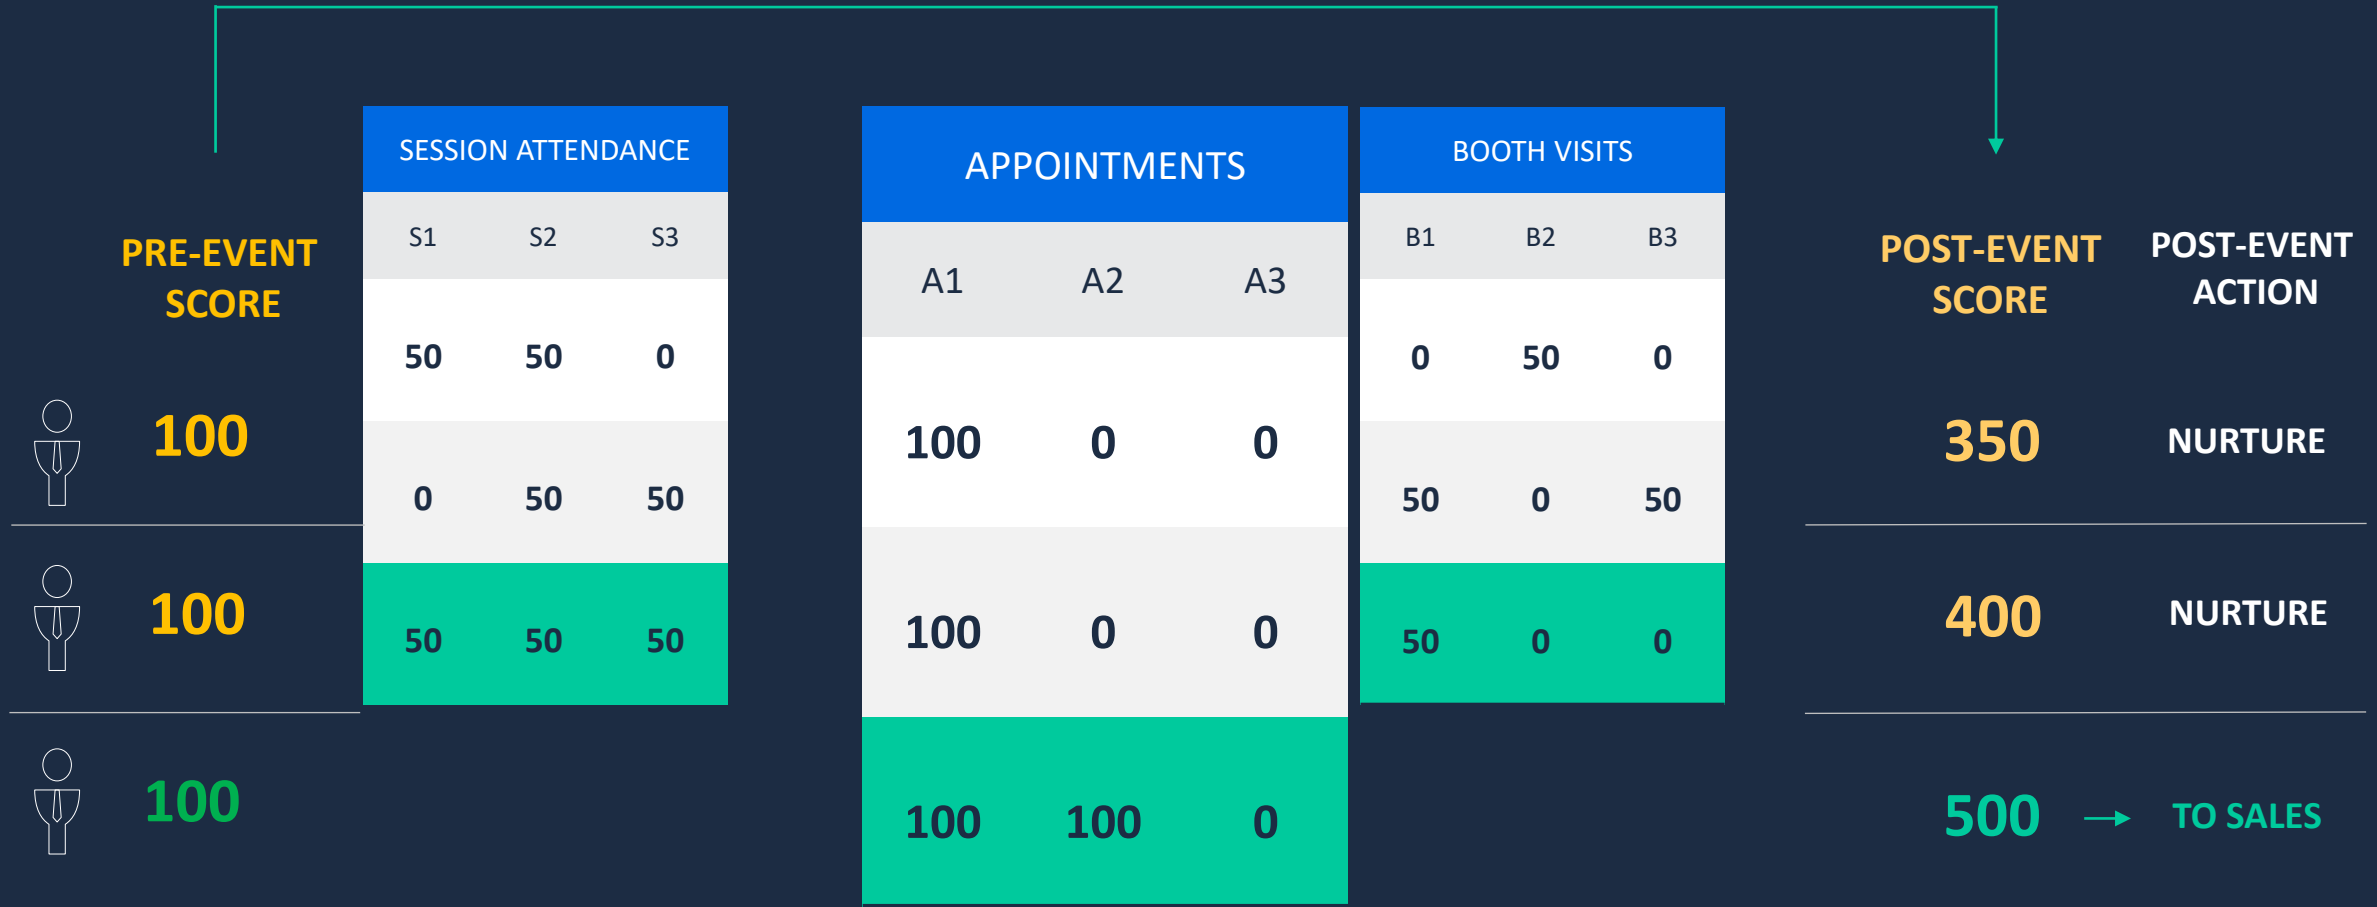 PRE-EVENT
SCORE
100
100
100
SESSION ATTENDANCE
S1 S2 S3
50 50 0
0 50 50
50 50 50
APPOINTMENTS
A1 A2 A3
100 0 0
100 0 0
100 100 0
BOOTH VISITS
B1 B2 B3
0 50 0
50 0 50
50 0 0
POST-EVENT
SCORE
POST-EVENT
ACTION
350 NURTURE
400 NURTURE
500 TO SALES